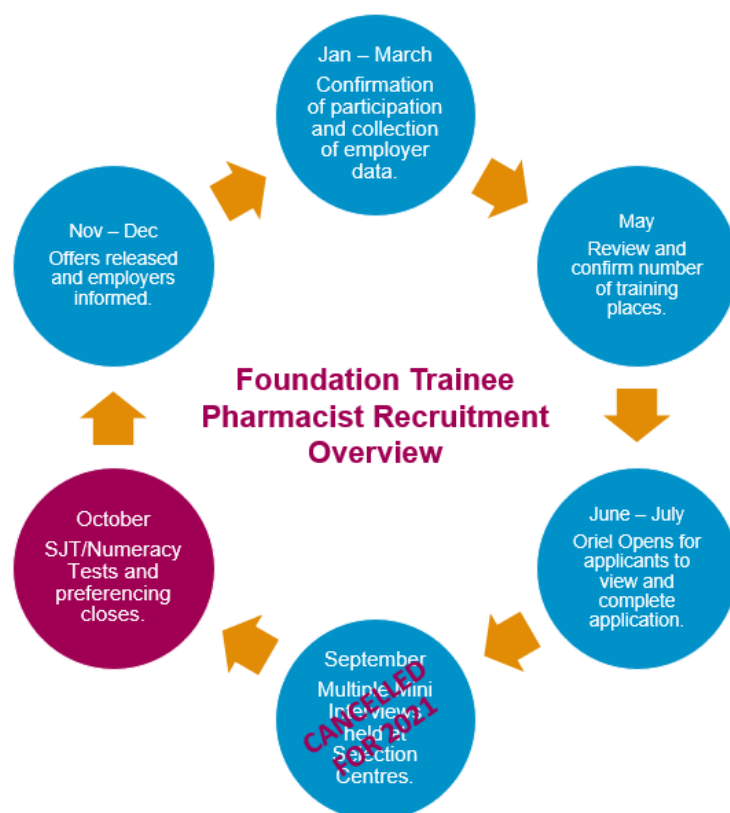 Jan – March
Confirmation
of participation
and collection
of employer
data.
May
Review and
confirm number
of training
places.
June – July
Oriel Opens for
applicants to
view and
complete
application.
September
Multiple Mini
Interviews
held at
Selection
Centres.
CANCELLED
FOR 2021
October
SJT/Numeracy
Tests and
preferencing
closes.
Nov – Dec
Offers released
and employers
informed.
Foundation Trainee
Pharmacist Recruitment
Overview